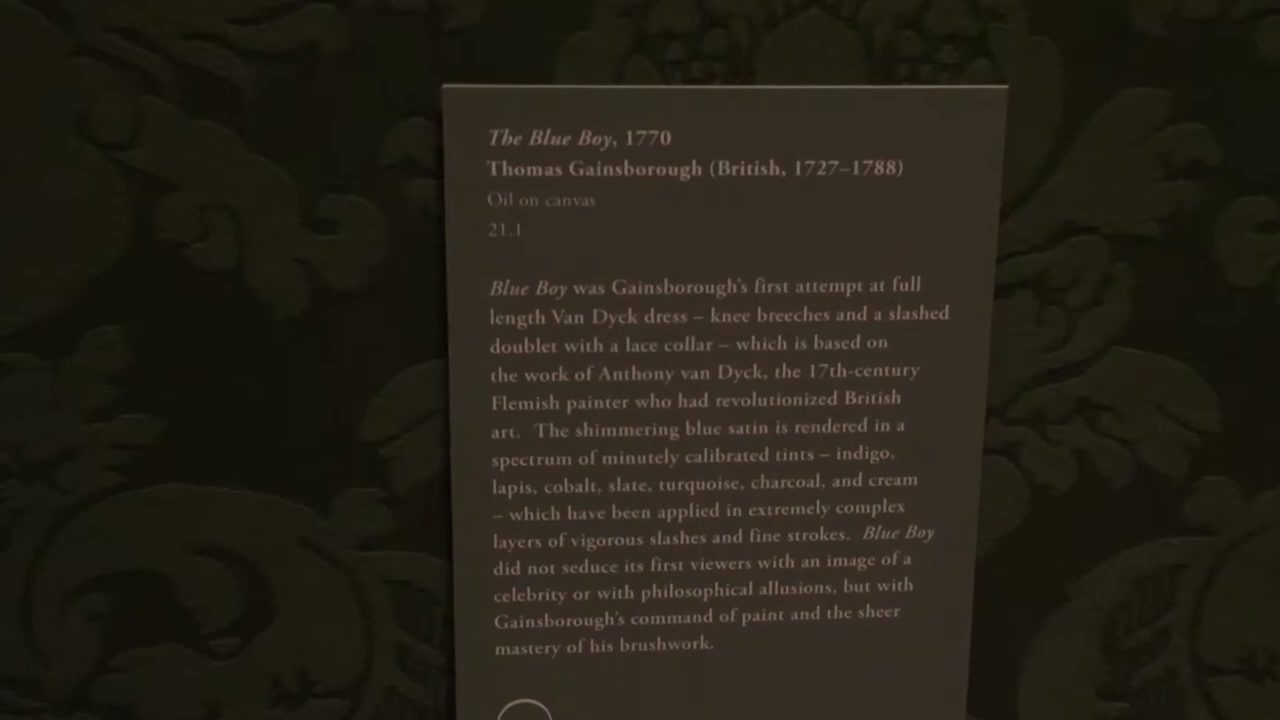 The Blue Boy, 1770
Thomas Gainsborough (British, 1727–1788)
Oil on canvas
21.1
Blue Boy was Gainsborough's first attempt at full
length Van Dyck dress – knee breeches and a slashed
doublet with a lace collar – which is based on
the work of Anthony van Dyck, the 17th-century
Flemish painter who had revolutionized British
art. The shimmering blue satin is rendered in a
spectrum of minutely calibrated tints – indigo,
lapis, cobalt, slate, turquoise, charcoal, and cream
– which have been applied in extremely complex
layers of vigorous slashes and fine strokes. Blue Boy
did not seduce its first viewers with an image of a
celebrity or with philosophical allusions, but with
Gainsborough's command of paint and the sheer
mastery of his brushwork.